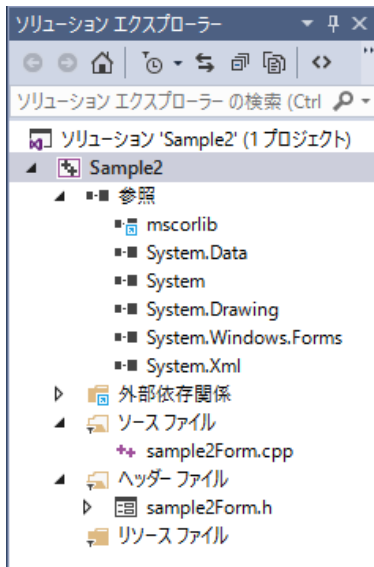 ソリューション エクスプローラー
ソリューション エクスプローラー の検索 (Ctrl
ソリューション 'Sample2' (1 プロジェクト)
Sample2
参照
mscorlib
System.Data
System
System.Drawing
System.Windows.Forms
System.Xml
外部依存関係
ソース ファイル
sample2Form.cpp
ヘッダー ファイル
sample2Form.h
リソース ファイル